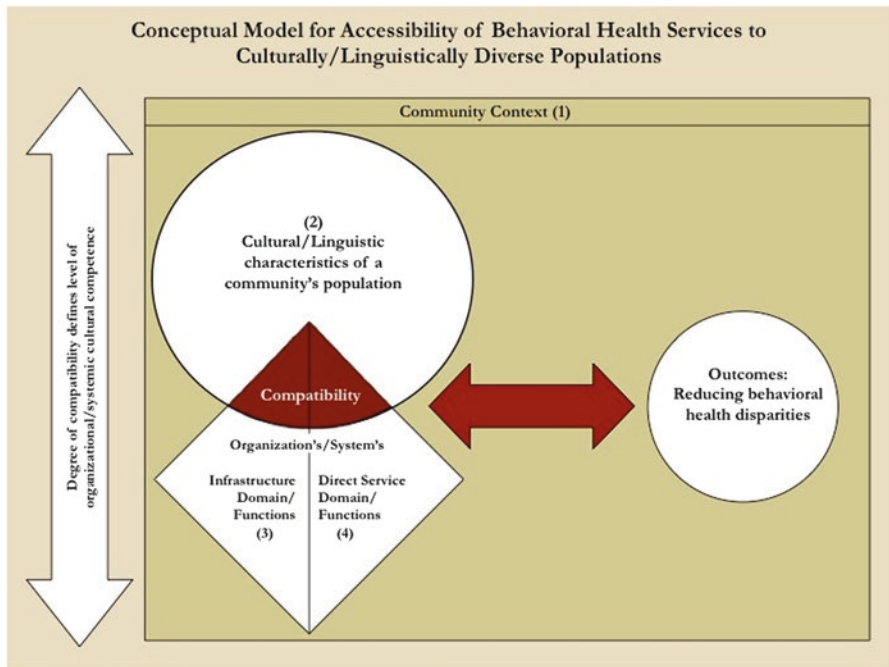 Conceptual Model for Accessibility of Behavioral Health Services to
Culturally/Linguistically Diverse Populations
Degree of compatibility defines level of
organizational/systemic cultural competence
Community Context (1)
(2)
Cultural/Linguistic
characteristics of a
community's population
Compatibility
Organization's/System's
Infrastructure
Domain/
Functions
(3)
Direct Service
Domain/
Functions
(4)
Outcomes:
Reducing behavioral
health disparities